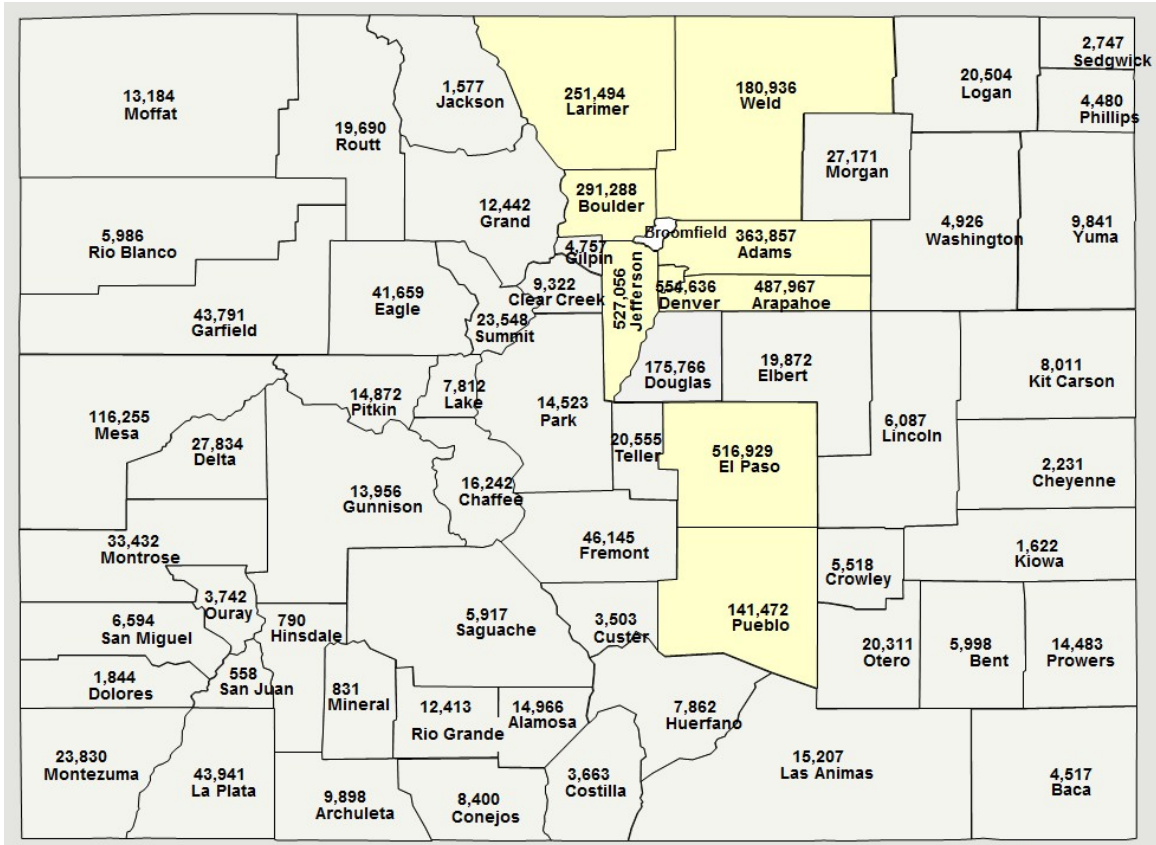 2,747
Sedgwick
20,504
Logan
4,480
Phillips
13,184
Moffat
1,577
Jackson
251,494
Larimer
180,936
Weld
19,690
Routt
27,171
Morgan
291,288
Boulder
12,442
Grand
4,926
Washington
9,841
Yuma
5,986
Rio Blanco
Broomfield
363,857
Adams
4,757
Gilpin
9,322
Clear Creek
527,056
Jefferson
554,636
Denver
487,967
Arapahoe
41,659
Eagle
43,791
Garfield
23,548
Summit
175,766
Douglas
19,872
Elbert
8,011
Kit Carson
14,872
Pitkin
7,812
Lake
14,523
Park
116,255
Mesa
6,087
Lincoln
27,834
Delta
20,555
Teller
516,929
El Paso
2,231
Cheyenne
13,956
Gunnison
16,242
Chaffee
33,432
Montrose
46,145
Fremont
1,622
Kiowa
5,518
Crowley
3,742
Ouray
6,594
San Miguel
790
Hinsdale
5,917
Saguache
3,503
Custer
141,472
Pueblo
20,311
Otero
5,998
Bent
14,483
Prowers
1,844
Dolores
558
San Juan
831
Mineral
12,413
Rio Grande
14,966
Alamosa
7,862
Huerfano
23,830
Montezuma
43,941
La Plata
15,207
Las Animas
3,663
Costilla
4,517
Baca
9,898
Archuleta
8,400
Conejos